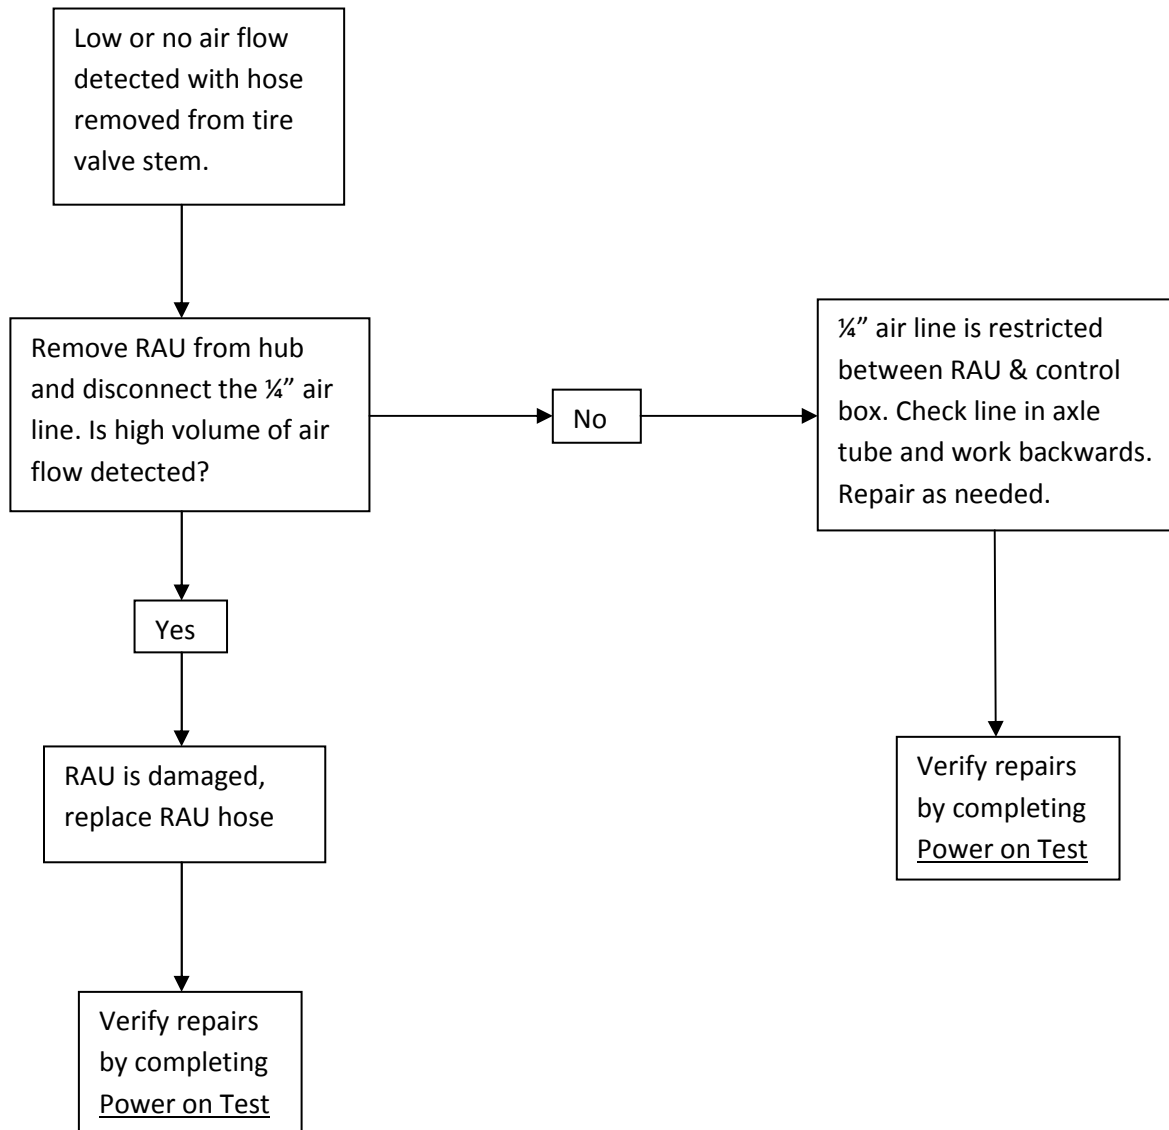 Low or no air flow
detected with hose
removed from tire
valve stem.
Remove RAU from hub
and disconnect the ¼” air
line. Is high volume of air
flow detected?
No
¼” air line is restricted
between RAU & control
box. Check line in axle
tube and work backwards.
Repair as needed.
Yes
RAU is damaged,
replace RAU hose
Verify repairs
by completing
Power on Test
Verify repairs
by completing
Power on Test